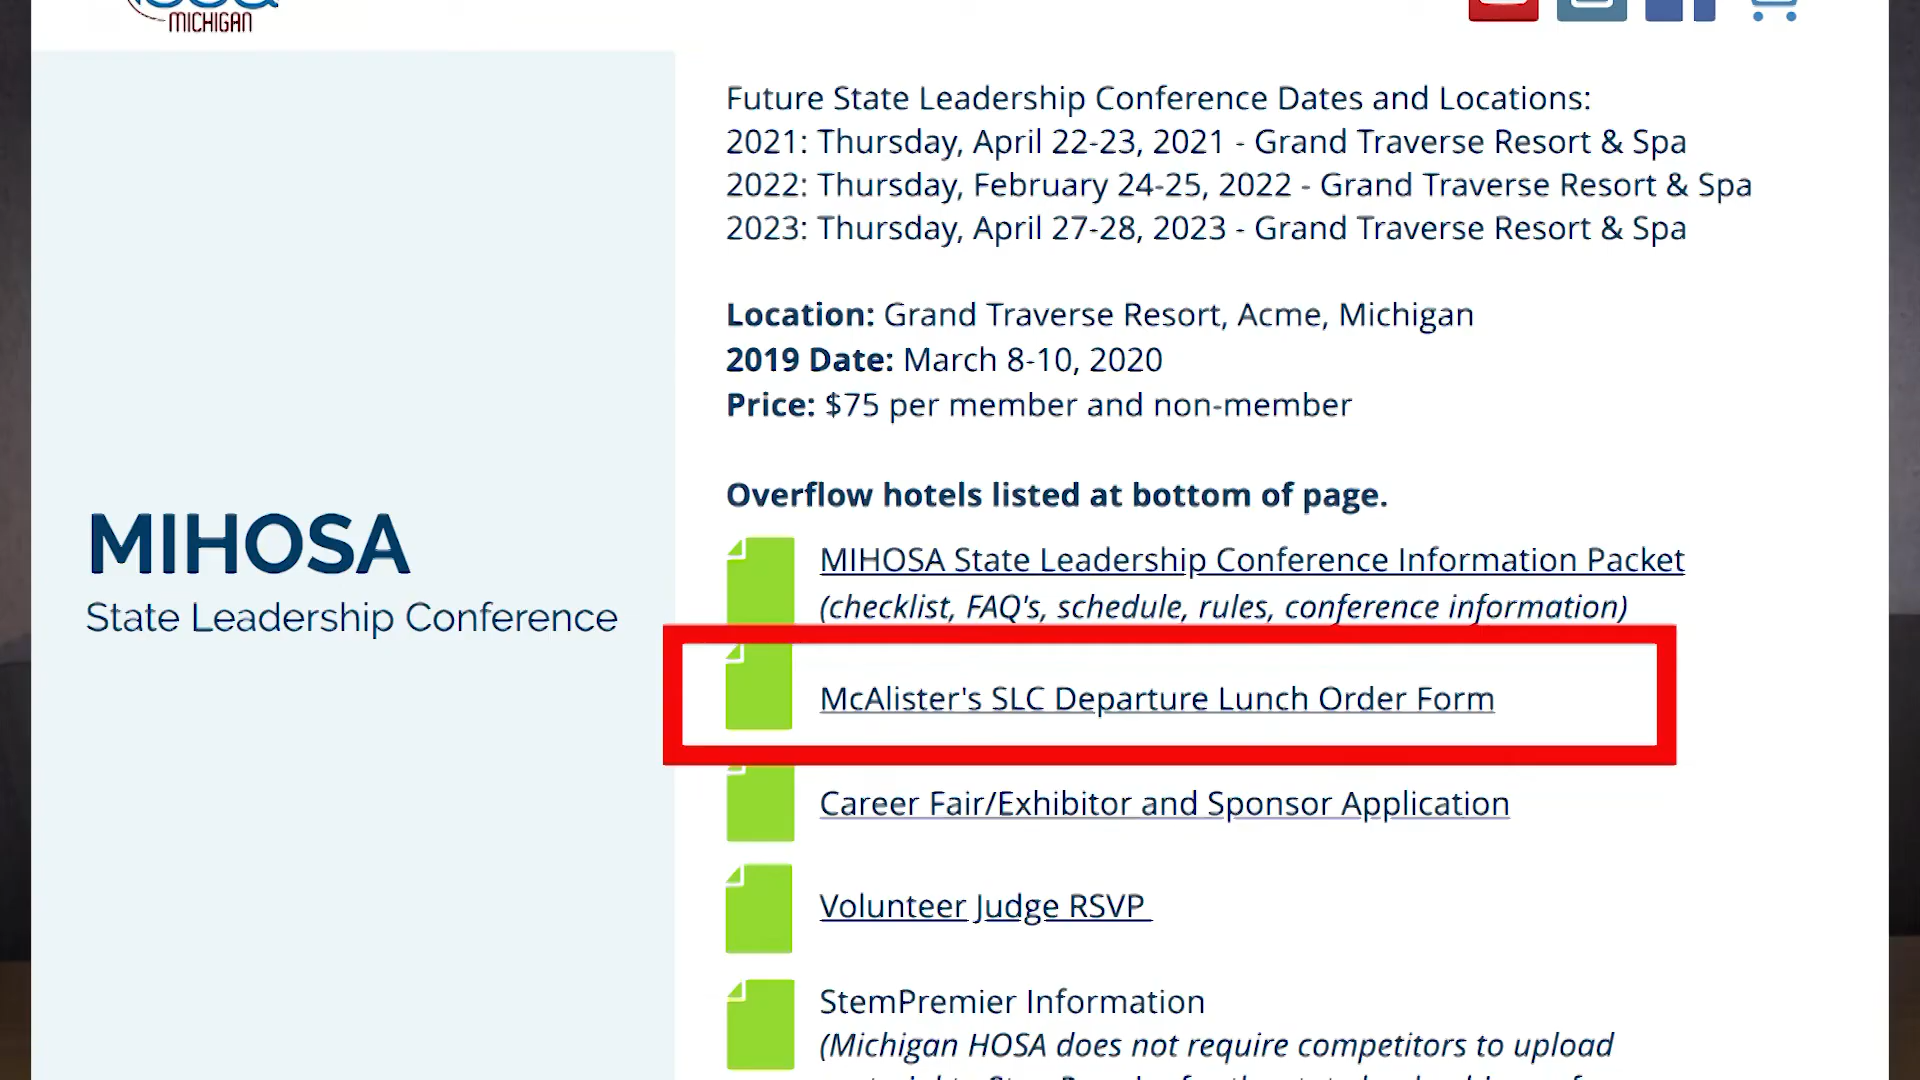 MICHIGAN
Future State Leadership Conference Dates and Locations:
2021: Thursday, April 22-23, 2021 - Grand Traverse Resort & Spa
2022: Thursday, February 24-25, 2022 - Grand Traverse Resort & Spa
2023: Thursday, April 27-28, 2023 - Grand Traverse Resort & Spa
Location: Grand Traverse Resort, Acme, Michigan
2019 Date: March 8-10, 2020
Price: $75 per member and non-member
Overflow hotels listed at bottom of page.
MIHOSA
State Leadership Conference
MIHOSA State Leadership Conference Information Packet
(checklist, FAQ's, schedule, rules, conference information)
McAlister's SLC Departure Lunch Order Form
Career Fair/Exhibitor and Sponsor Application
Volunteer Judge RSVP
StemPremier Information
(Michigan HOSA does not require competitors to upload